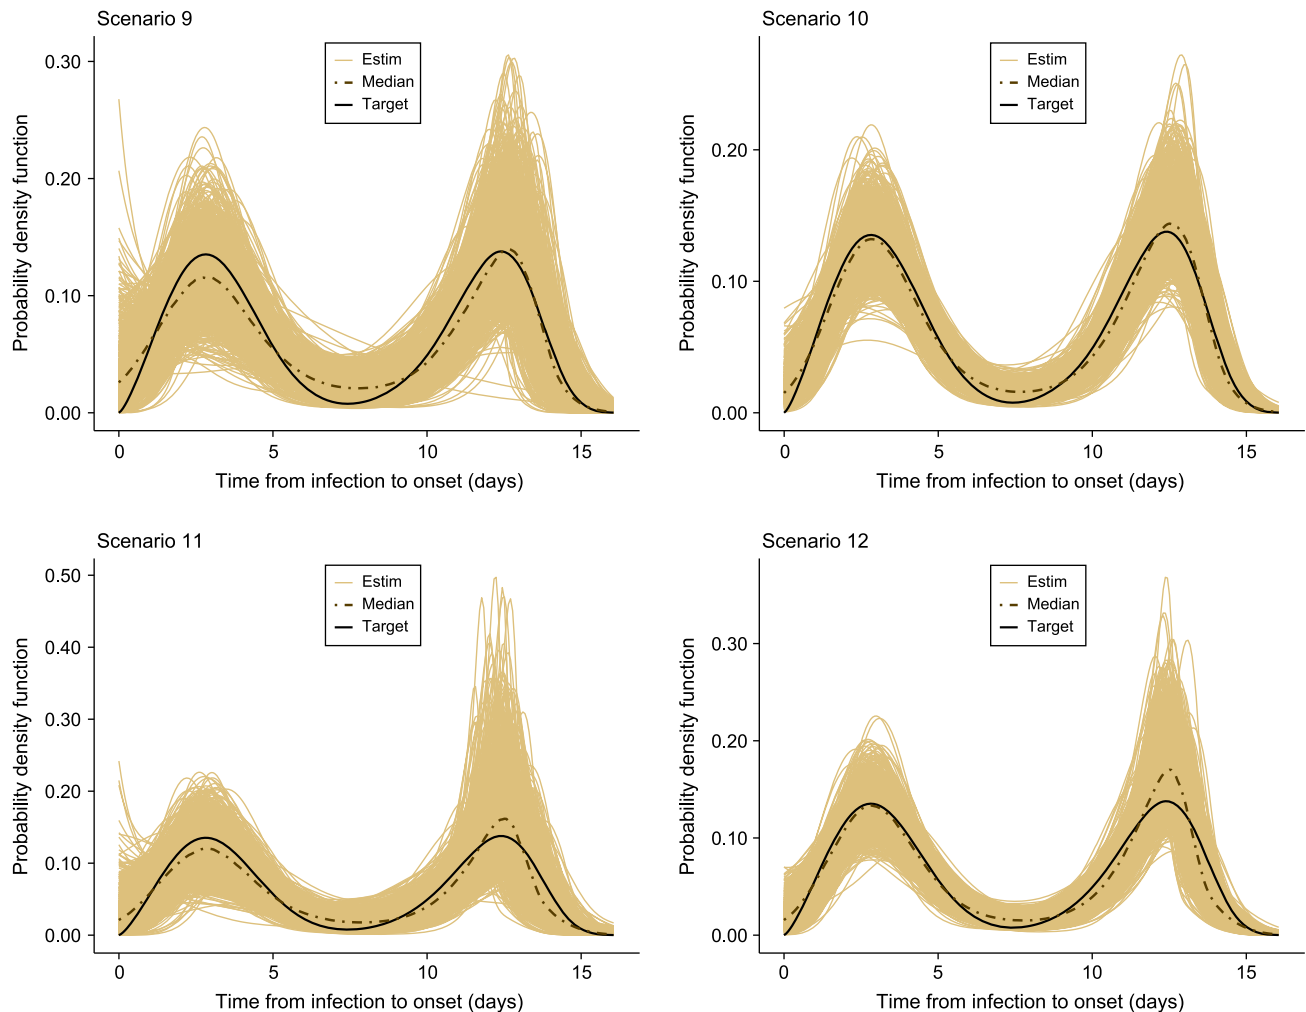 Scenario 9
Probability density function
0.30
0.20
0.10
0.00
Estim
Median
Target
0 5 10 15
Time from infection to onset (days)
Scenario 10
Probability density function
0.20
0.10
0.00
Estim
Median
Target
0 5 10 15
Time from infection to onset (days)
Scenario 11
Probability density function
0.50
0.40
0.30
0.20
0.10
0.00
Estim
Median
Target
0 5 10 15
Time from infection to onset (days)
Scenario 12
Probability density function
0.30
0.20
0.10
0.00
Estim
Median
Target
0 5 10 15
Time from infection to onset (days)